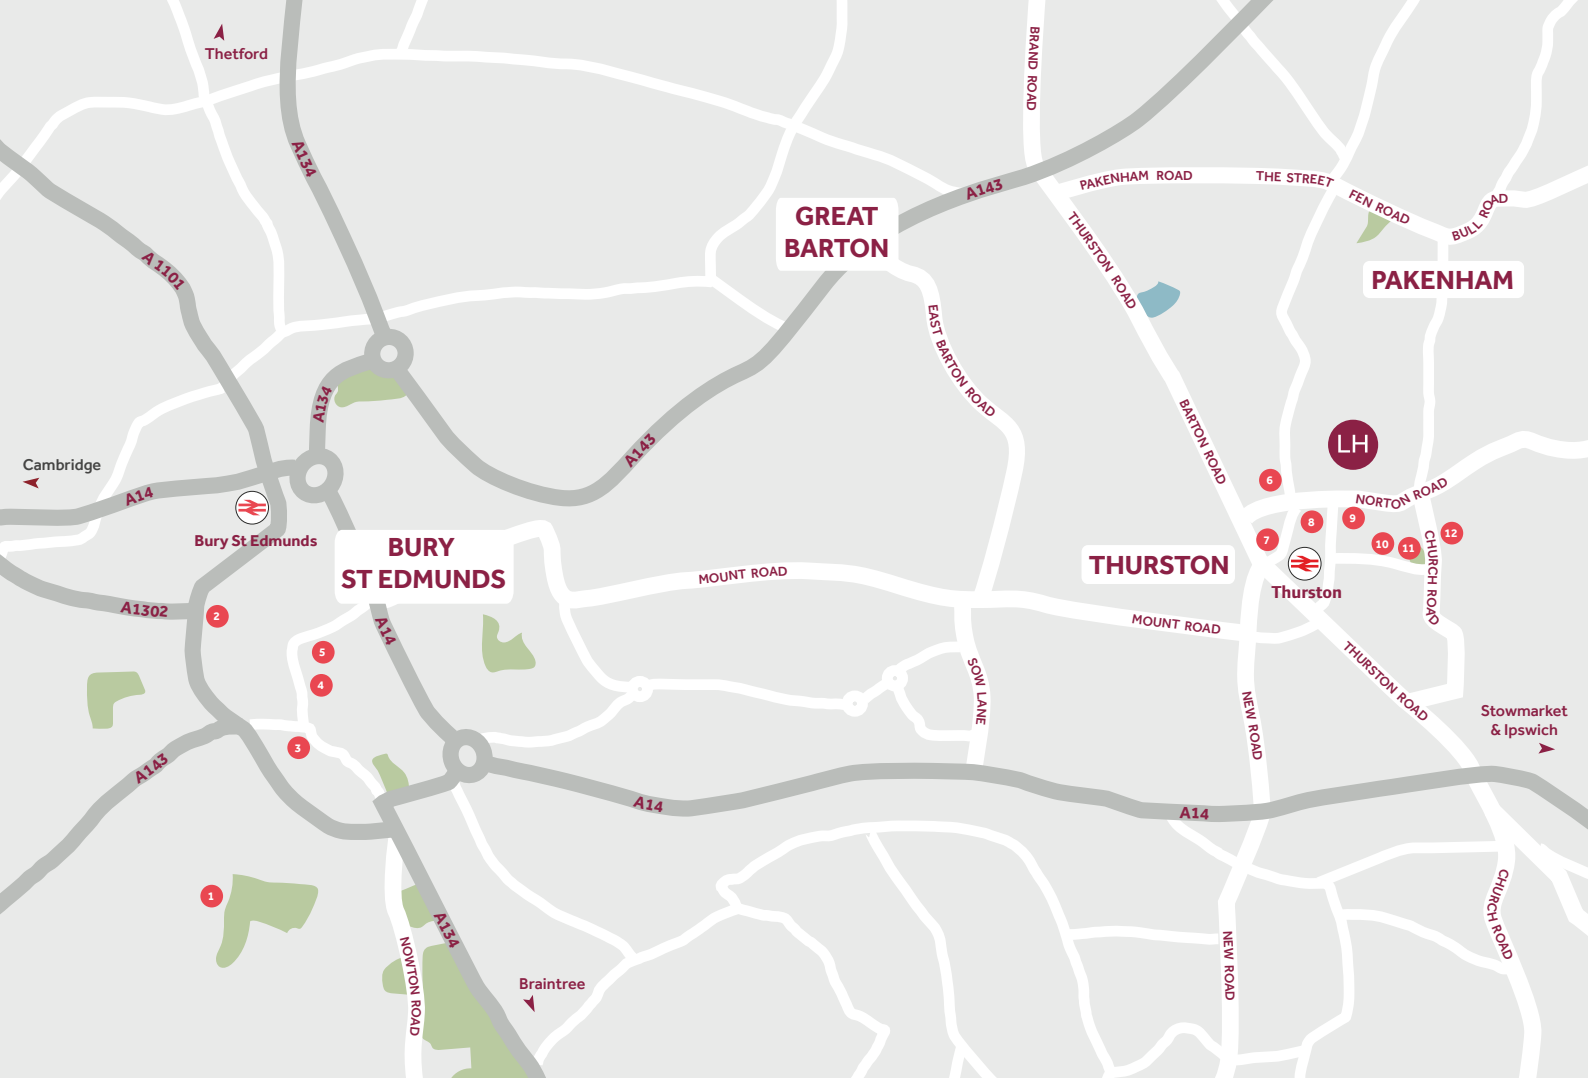 Thetford
BRAND ROAD
A134
A143
PAKENHAM ROAD
THE STREET
FEN ROAD
BULL ROAD
GREAT
BARTON
THURSTON ROAD
A1101
PAKENHAM
EAST BARTON ROAD
A134
BARTON ROAD
A143
LH
Cambridge
A14
6
NORTON ROAD
Bury St Edmunds
8
9
7
10
11
12
CHURCH ROAD
BURY
ST EDMUNDS
THURSTON
Thurston
MOUNT ROAD
A1302
2
A14
MOUNT ROAD
5
4
SOW LANE
THURSTON ROAD
NEW ROAD
Stowmarket
& Ipswich
3
A143
A14
A14
1
CHURCH ROAD
A134
NOWTON ROAD
NEW ROAD
Braintree